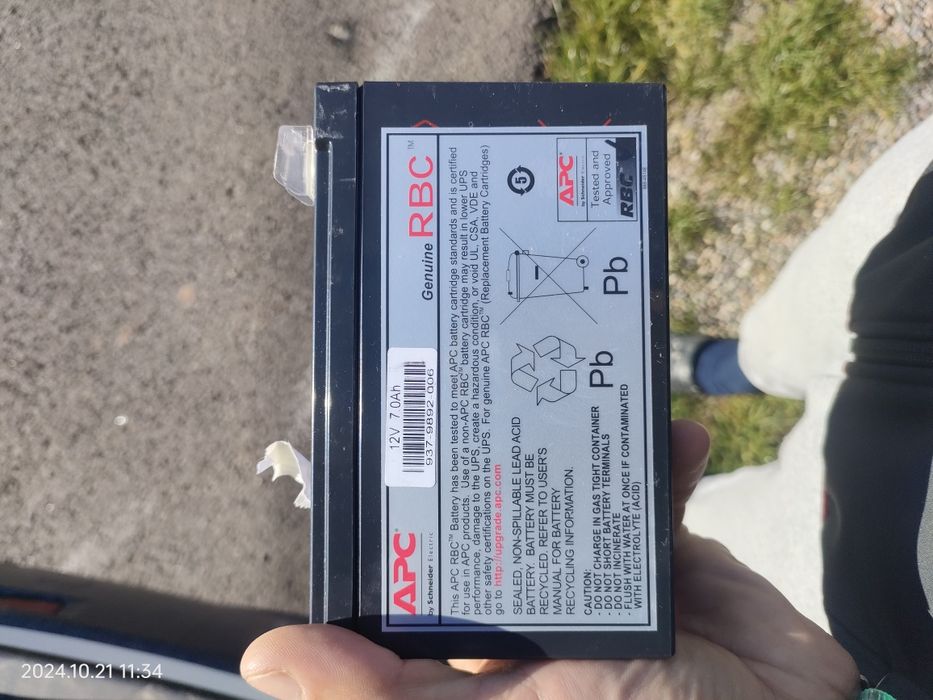 APC®
by Schneider Electric
12V 7.0Ah
937-9892-006
Genuine RBC™
This APC RBC™ Battery has been tested to meet APC battery cartridge standards and is certified
for use in APC products. Use of a non-APC RBC™ battery cartridge may result in lower UPS
performance, damage to the UPS, create a hazardous condition, or void UL, CSA, VDE and
other safety certifications on the UPS. For genuine APC RBC™ (Replacement Battery Cartridges)
go to http://upgrade.apc.com
SEALED, NON-SPILLABLE LEAD ACID
BATTERY. BATTERY MUST BE
RECYCLED. REFER TO USER'S
MANUAL FOR BATTERY
RECYCLING INFORMATION.
CAUTION:
- DO NOT CHARGE IN GAS TIGHT CONTAINER
- DO NOT SHORT BATTERY TERMINALS
- DO NOT INCINERATE
- FLUSH WITH WATER AT ONCE IF CONTAMINATED
WITH ELECTROLYTE (ACID)
Pb
Pb
5
APC®
by Schneider Electric
Tested and
Approved
RBC™
2024.10.21 11:34